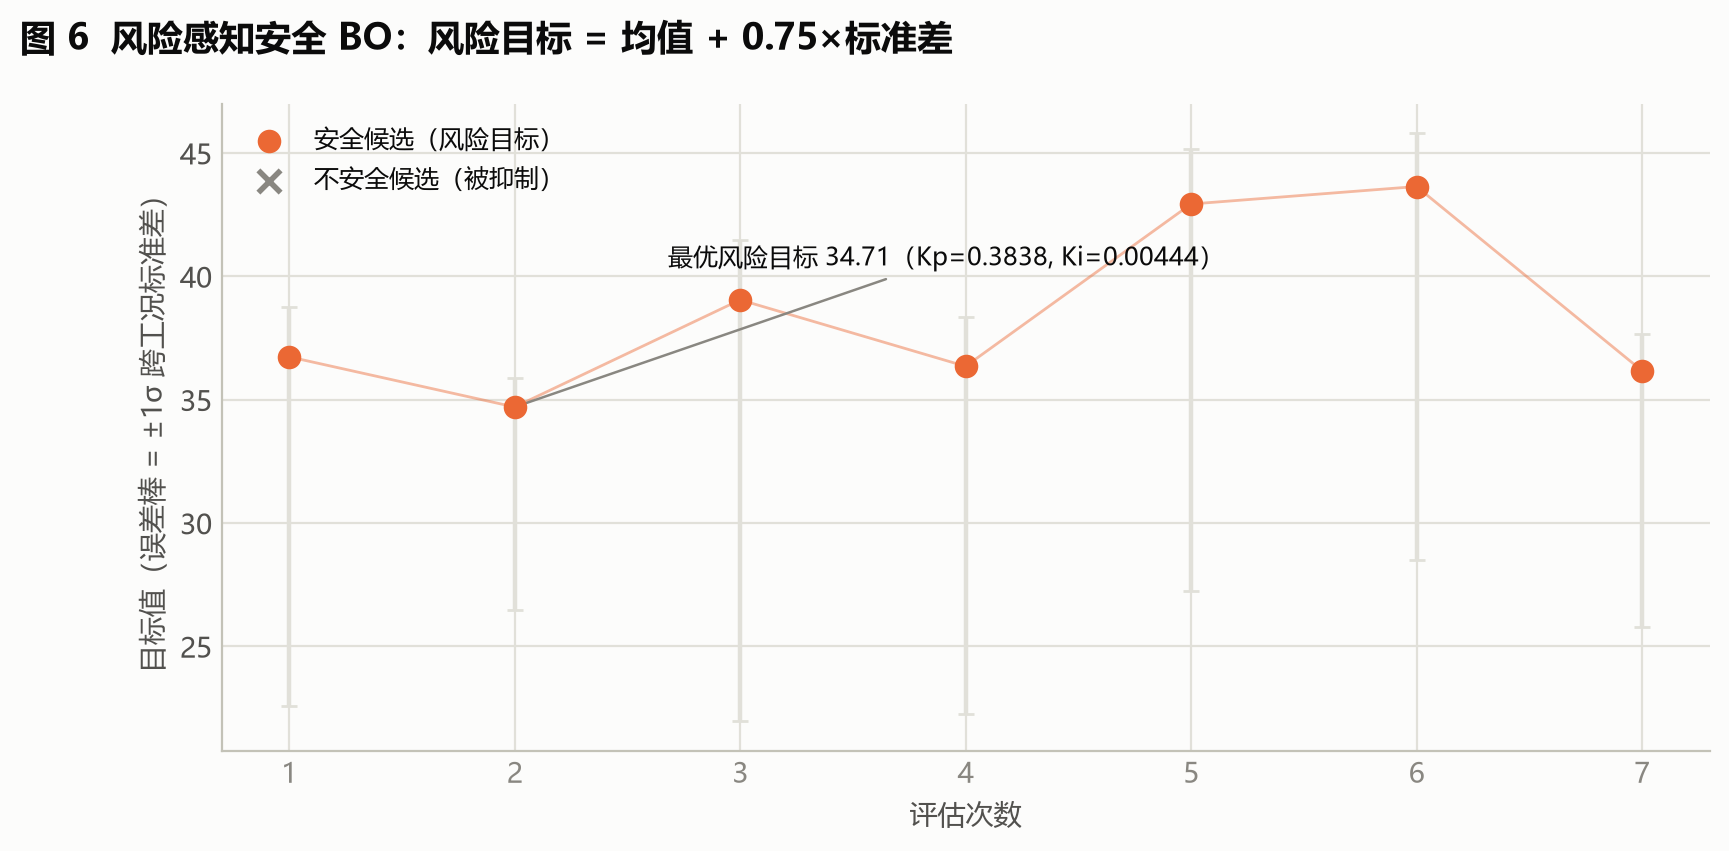 图 6 风险感知安全 BO：风险目标 = 均值 + 0.75×标准差
安全候选（风险目标）
不安全候选（被抑制）
最优风险目标 34.71（Kp=0.3838, Ki=0.00444）
目标值（误差棒 = ±1σ 跨工况标准差）
45
40
35
30
25
1 2 3 4 5 6 7
评估次数